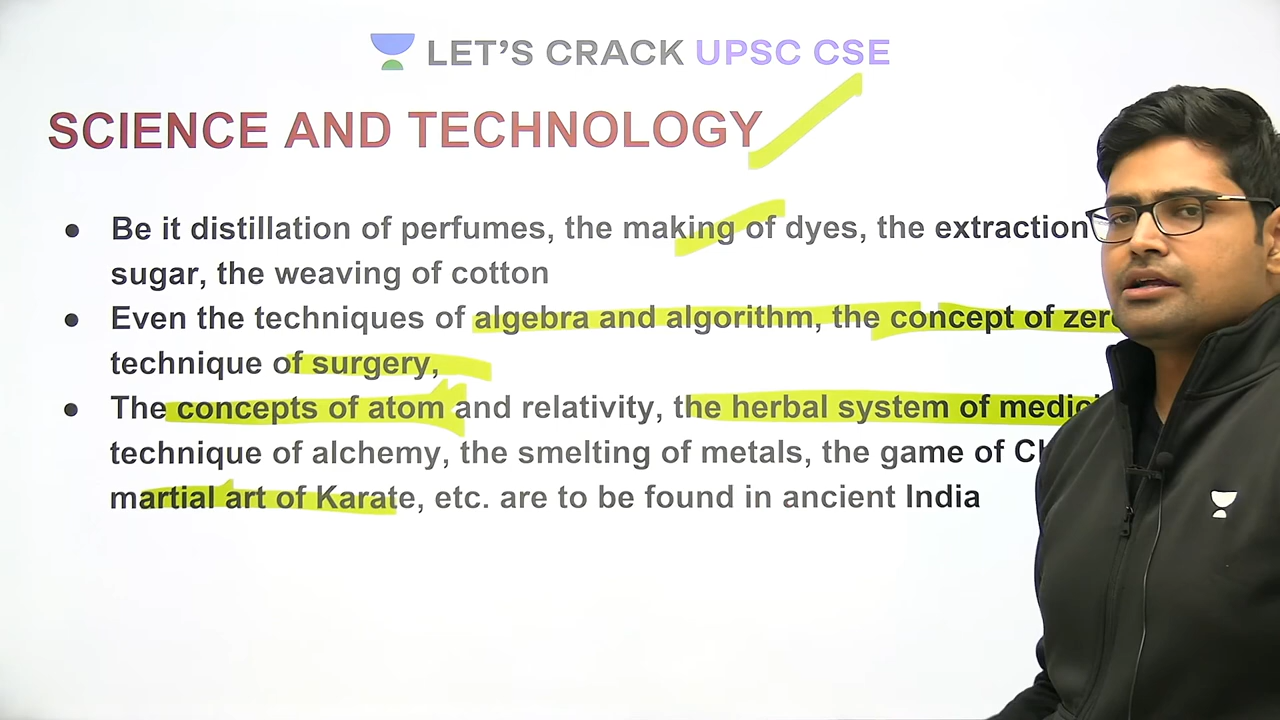 LET'S CRACK UPSC CSE
SCIENCE AND TECHNOLOGY
● Be it distillation of perfumes, the making of dyes, the extraction
sugar, the weaving of cotton
● Even the techniques of algebra and algorithm, the concept of zero
technique of surgery,
● The concepts of atom and relativity, the herbal system of
technique of alchemy, the smelting of metals, the game of
martial art of Karate, etc. are to be found in ancient India